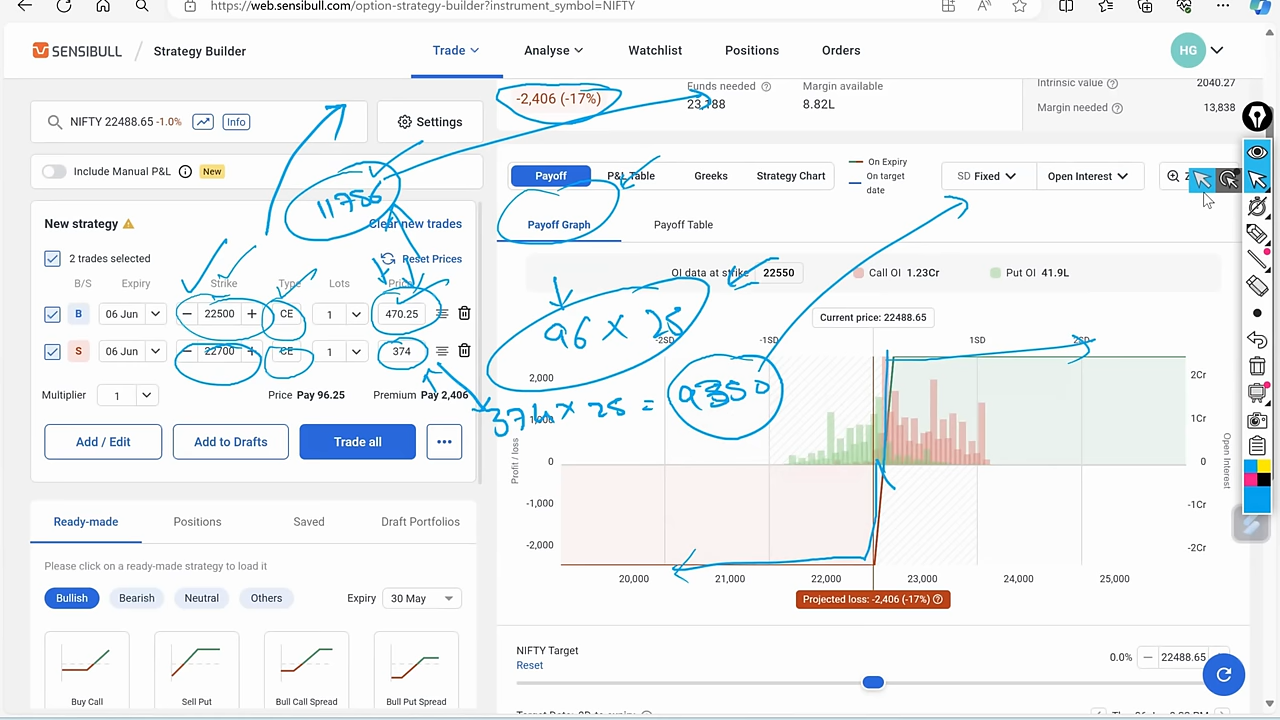 https://web.sensibull.com/option-strategy-builder?instrument_symbol=NIFTY
SENSIBULL / Strategy Builder
Trade
Analyse
Watchlist
Positions
Orders
HG
-2,406 (-17%)
Funds needed
23,188
Margin available
8.82L
Intrinsic value
2040.27
Margin needed
13,838
NIFTY 22488.65 -1.0%
Info
Settings
Include Manual P&L
New
Payoff
P&L Table
Greeks
Strategy Chart
On Expiry
On target date
SD Fixed
Open Interest
Payoff Graph
Payoff Table
New strategy
11756
Clear new trades
2 trades selected
Reset Prices
B/S
Expiry
Strike
Type
Lots
Price
B
06 Jun
22500
CE
1
470.25
S
06 Jun
22700
CE
1
374
Multiplier
1
Price Pay 96.25
Premium Pay 2,406
Add / Edit
Add to Drafts
Trade all
OI data at strike 22550
Call OI 1.23Cr
Put OI 41.9L
96 x 25
374 x 25 = 9350
Current price: 22488.65
-2SD
-1SD
1SD
2SD
2,000
1,000
0
-1,000
-2,000
Profit / loss
2Cr
1Cr
0
-1Cr
-2Cr
Open Interest
20,000
21,000
22,000
23,000
24,000
25,000
Projected loss: -2,406 (-17%)
Ready-made
Positions
Saved
Draft Portfolios
Please click on a ready-made strategy to load it
Bullish
Bearish
Neutral
Others
Expiry
30 May
Buy Call
Sell Put
Bull Call Spread
Bull Put Spread
NIFTY Target
Reset
0.0%
22488.65